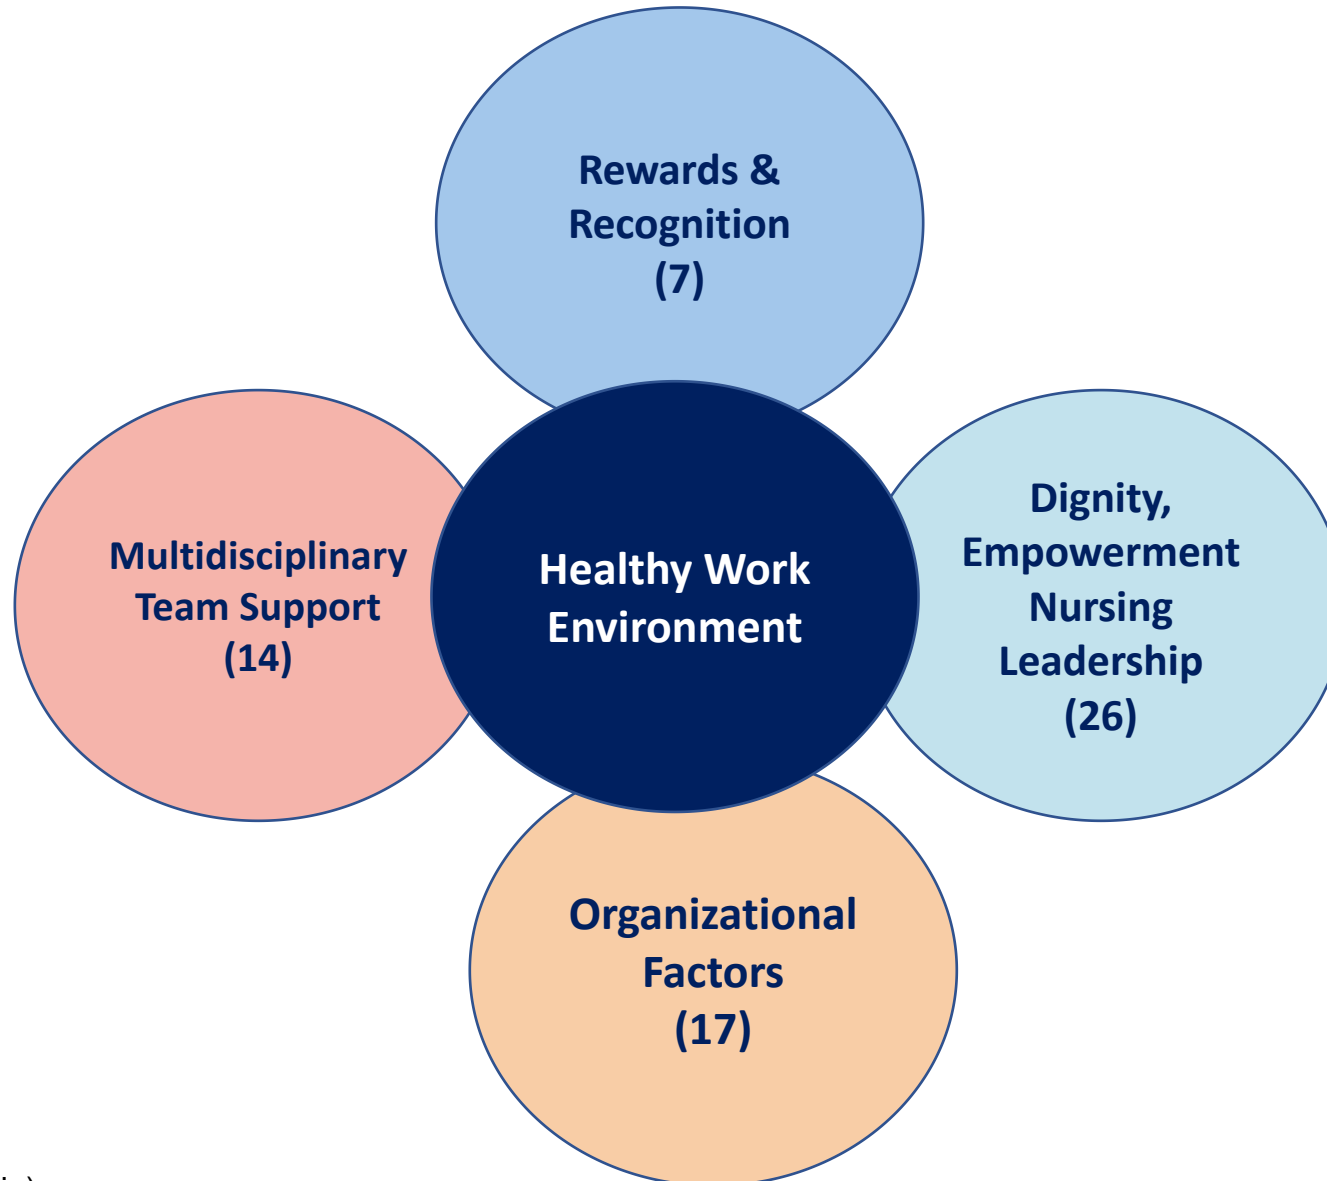 Rewards &
Recognition
(7)
Multidisciplinary
Team Support
(14)
Healthy Work
Environment
Dignity,
Empowerment
Nursing
Leadership
(26)
Organizational
Factors
(17)